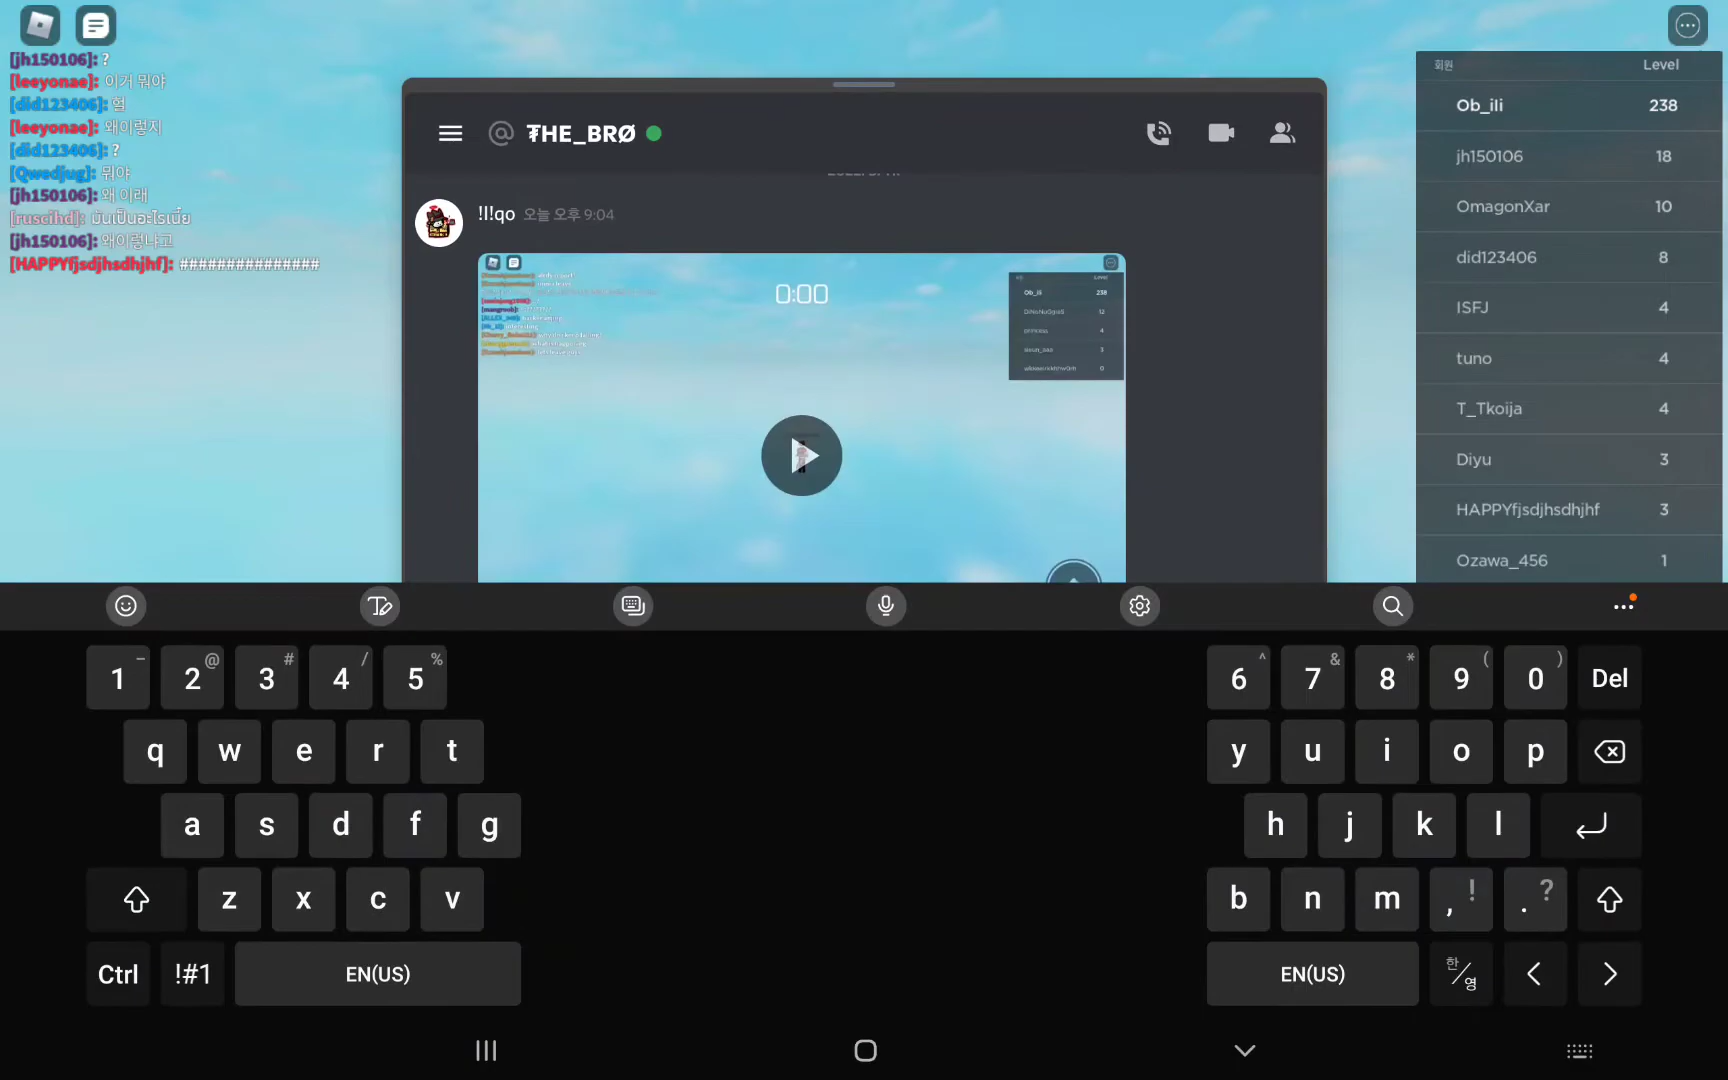 [jh150106]: ?
[leeyonae]: 이거 뭐야
[did123406]: 헐
[leeyonae]: 왜이렇지
[did123406]: ?
[Qwedjug]: 뭐야
[jh150106]: 왜 이래
[ruscihd]: มันเป็นอะไรเนี่ย
[jh150106]: 왜이렇냐고
[HAPPYfjsdjhsdhjhf]: ###############
@ ₮HE_BRØ
!!!qo 오늘 오후 9:04
0:00
Level
Ob_ili 238
회원 Level
Ob_ili 238
jh150106 18
OmagonXar 10
did123406 8
ISFJ 4
tuno 4
T_Tkoija 4
Diyu 3
HAPPYfjsdjhsdhjhf 3
Ozawa_456 1
1 - 2 @ 3 # 4 / 5 % 6 ^ 7 & 8 * 9 ( 0 ) Del
q w e r t y u i o p
a s d f g h j k l
z x c v b n m , ! . ?
Ctrl !#1 EN(US) EN(US) 한/영 < >